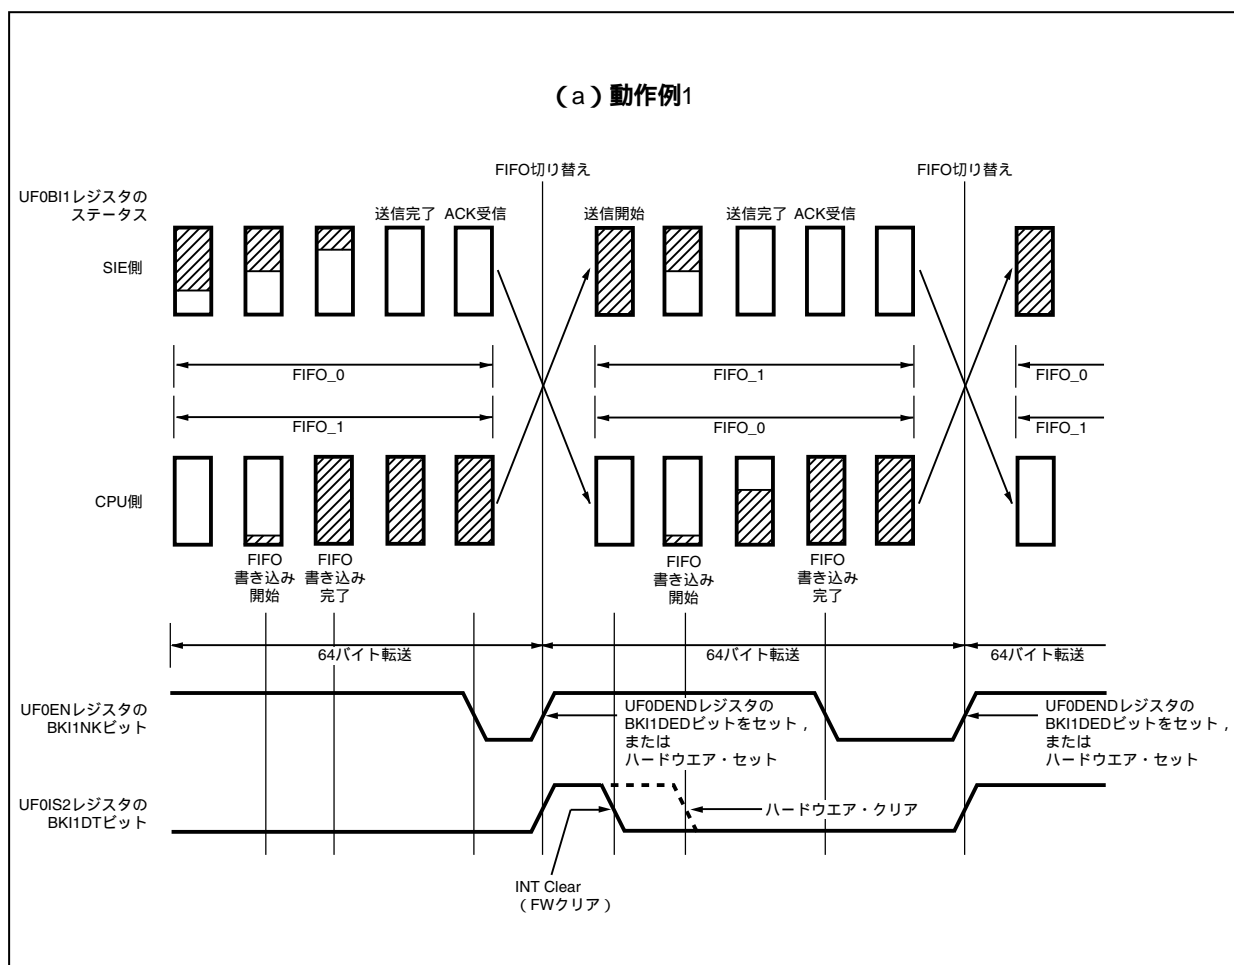 （a）動作例1
FIFO切り替え
FIFO切り替え
UF0BI1レジスタの
ステータス
送信完了 ACK受信
送信開始
送信完了 ACK受信
SIE側
FIFO_0
FIFO_1
FIFO_0
FIFO_1
FIFO_0
FIFO_1
CPU側
FIFO
書き込み
開始
FIFO
書き込み
完了
FIFO
書き込み
開始
FIFO
書き込み
完了
64バイト転送
64バイト転送
64バイト転送
UF0ENレジスタの
BKI1NKビット
UF0DENDレジスタの
BKI1DEDビットをセット，
または
ハードウエア・セット
UF0DENDレジスタの
BKI1DEDビットをセット，
または
ハードウエア・セット
UF0IS2レジスタの
BKI1DTビット
ハードウエア・クリア
INT Clear
（FWクリア）